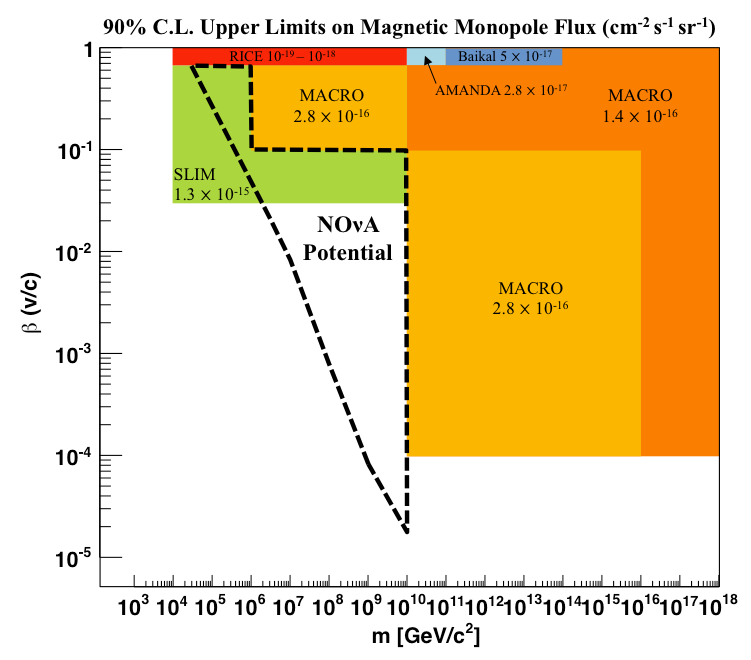 90% C.L. Upper Limits on Magnetic Monopole Flux (cm⁻² s⁻¹ sr⁻¹)
1
RICE 10⁻¹⁹ – 10⁻¹⁸
Baikal 5 × 10⁻¹⁷
AMANDA 2.8 × 10⁻¹⁷
MACRO
2.8 × 10⁻¹⁶
MACRO
1.4 × 10⁻¹⁶
10⁻¹
SLIM
1.3 × 10⁻¹⁵
NOνA
Potential
10⁻²
MACRO
2.8 × 10⁻¹⁶
β (v/c)
10⁻³
10⁻⁴
10⁻⁵
10³ 10⁴ 10⁵ 10⁶ 10⁷ 10⁸ 10⁹ 10¹⁰ 10¹¹ 10¹² 10¹³ 10¹⁴ 10¹⁵ 10¹⁶ 10¹⁷ 10¹⁸
m [GeV/c²]